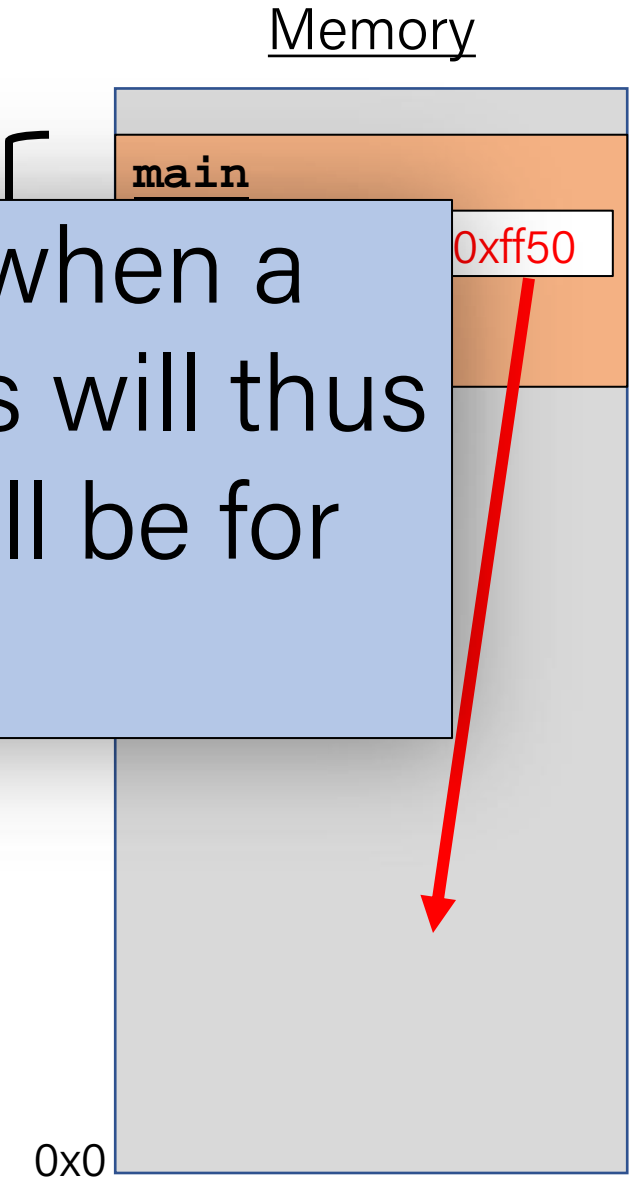 Memory
main
0xff50
when a
s will thus
ll be for
0x0